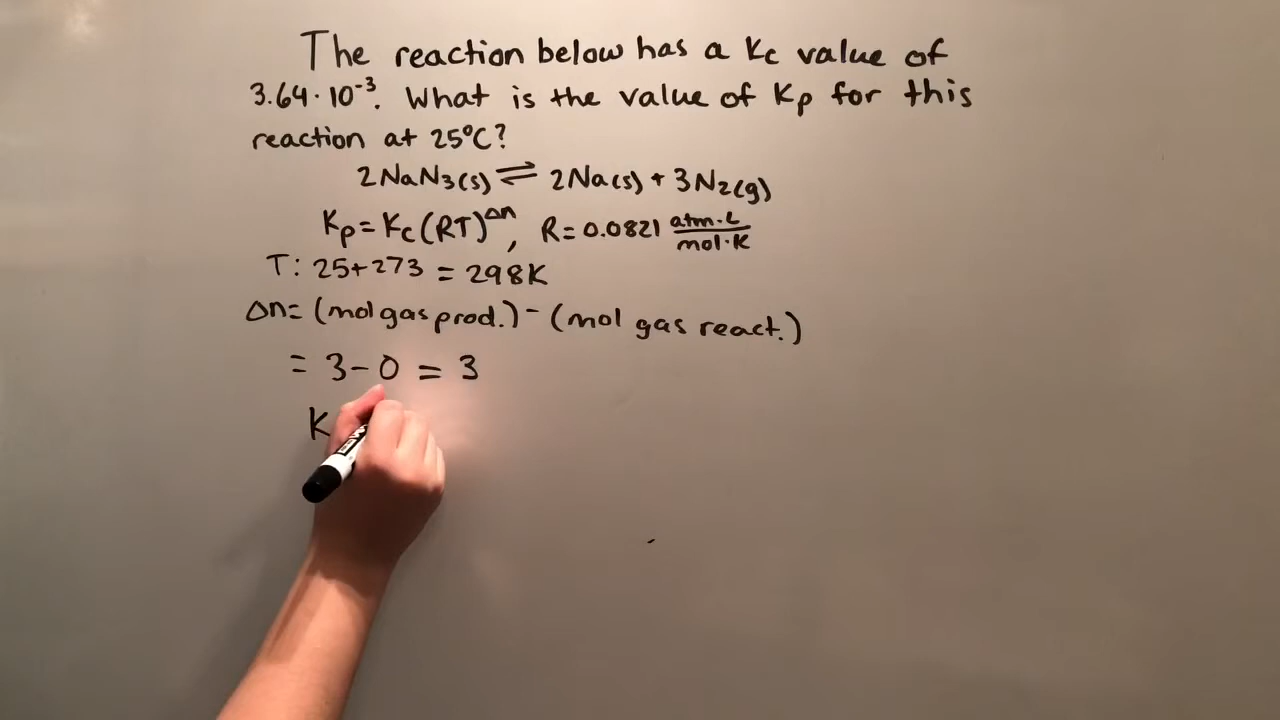 The reaction below has a Kc value of
3.64·10⁻³. What is the value of Kp for this
reaction at 25°C?
2NaN₃(s) ⇌ 2Na(s) + 3N₂(g)
Kp = Kc(RT)^Δn, R = 0.0821 atm·L/mol·K
T: 25+273 = 298K
Δn = (mol gas prod.) - (mol gas react.)
= 3 - 0 = 3
K